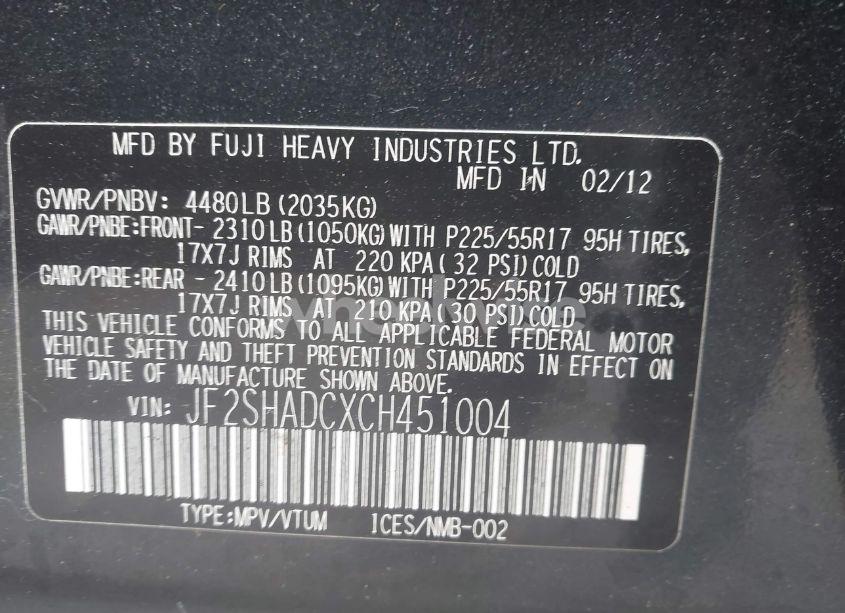 MFD BY FUJI HEAVY INDUSTRIES LTD.
MFD IN 02/12
GVWR/PNBV: 4480LB (2035KG)
GAWR/PNBE:FRONT- 2310LB (1050KG) WITH P225/55R17 95H TIRES,
17X7J RIMS AT 220 KPA ( 32 PSI) COLD
GAWR/PNBE:REAR - 2410LB (1095KG) WITH P225/55R17 95H TIRES,
17X7J RIMS AT 210 KPA ( 30 PSI) COLD
THIS VEHICLE CONFORMS TO ALL APPLICABLE FEDERAL MOTOR
VEHICLE SAFETY AND THEFT PREVENTION STANDARDS IN EFFECT ON
THE DATE OF MANUFACTURE SHOWN ABOVE.
VIN: JF2SHADCXCH451004
TYPE:MPV/VTUM ICES/NMB-002